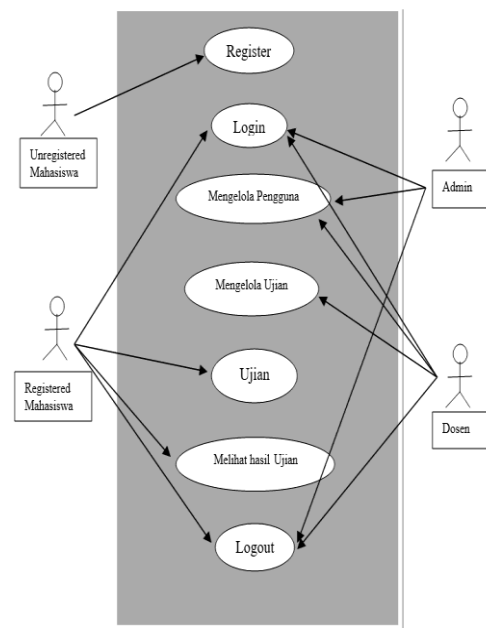 Register
Login
Mengelola Pengguna
Mengelola Ujian
Ujian
Melihat hasil Ujian
Logout
Unregistered
Mahasiswa
Registered
Mahasiswa
Admin
Dosen